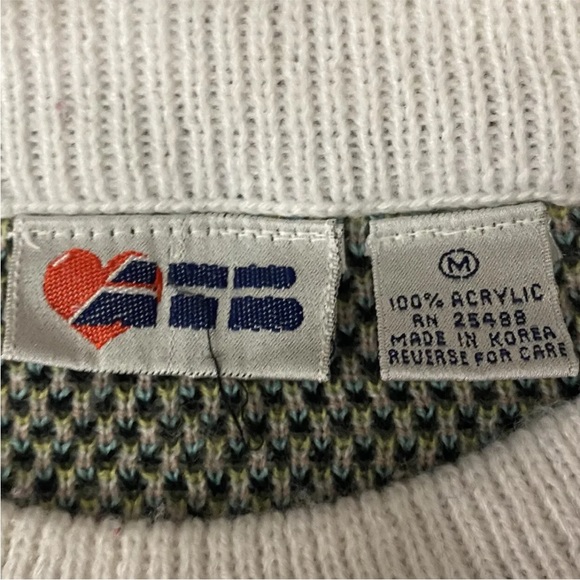 M
100% ACRYLIC
RN 25488
MADE IN KOREA
REVERSE FOR CARE